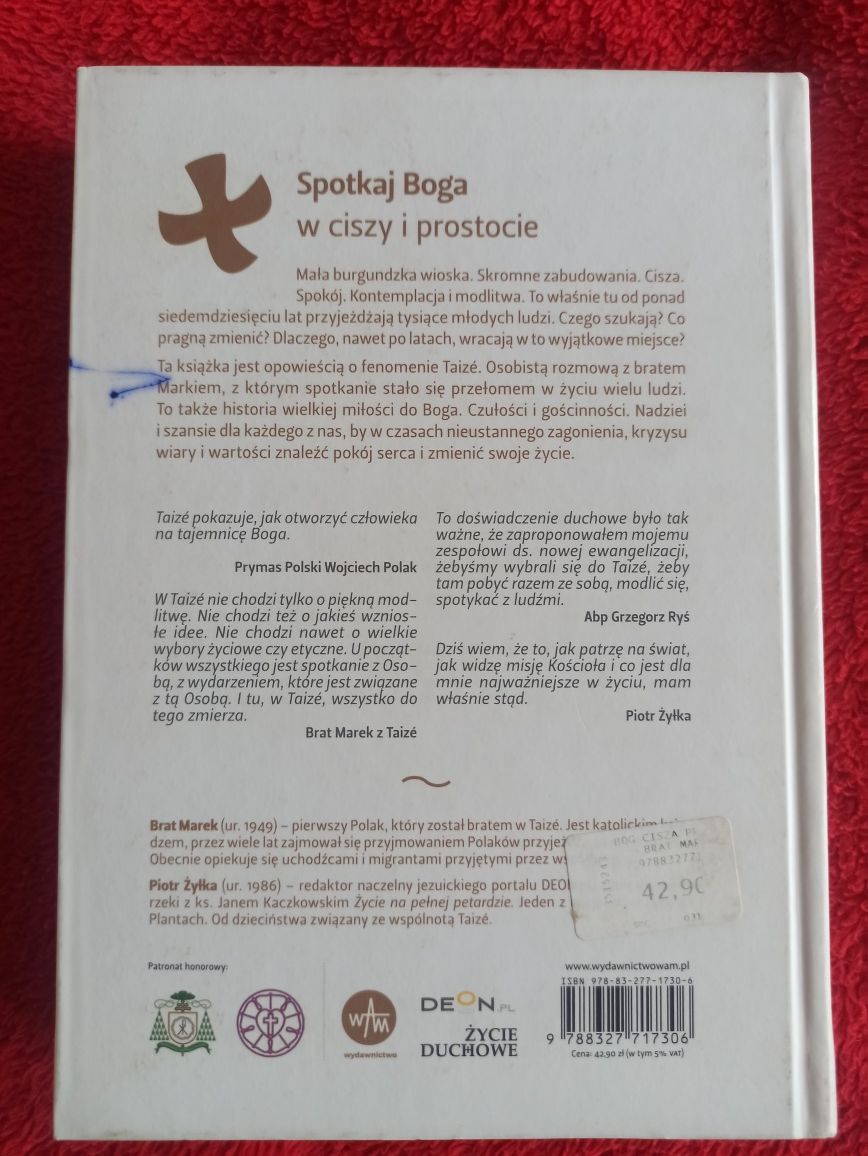 Spotkaj Boga
w ciszy i prostocie
Mała burgundzka wioska. Skromne zabudowania. Cisza.
Spokój. Kontemplacja i modlitwa. To właśnie tu od ponad
siedemdziesięciu lat przyjeżdżają tysiące młodych ludzi. Czego szukają? Co
pragną zmienić? Dlaczego, nawet po latach, wracają w to wyjątkowe miejsce?
Ta książka jest opowieścią o fenomenie Taizé. Osobistą rozmową z bratem
Markiem, z którym spotkanie stało się przełomem w życiu wielu ludzi.
To także historia wielkiej miłości do Boga. Czułości i gościnności. Nadziei
i szansie dla każdego z nas, by w czasach nieustannego zagonienia, kryzysu
wiary i wartości znaleźć pokój serca i zmienić swoje życie.
Taizé pokazuje, jak otworzyć człowieka
na tajemnicę Boga.
Prymas Polski Wojciech Polak
W Taizé nie chodzi tylko o piękną mod-
litwę. Nie chodzi też o jakieś wznios-
łe idee. Nie chodzi nawet o wielkie
wybory życiowe czy etyczne. U począt-
ków wszystkiego jest spotkanie z Oso-
bą, z wydarzeniem, które jest związane
z tą Osobą. I tu, w Taizé, wszystko do
tego zmierza.
Brat Marek z Taizé
To doświadczenie duchowe było tak
ważne, że zaproponowałem mojemu
zespołowi ds. nowej ewangelizacji,
żebyśmy wybrali się do Taizé, żeby
tam pobyć razem ze sobą, modlić się,
spotykać z ludźmi.
Abp Grzegorz Ryś
Dziś wiem, że to, jak patrzę na świat,
jak widzę misję Kościoła i co jest dla
mnie najważniejsze w życiu, mam
właśnie stąd.
Piotr Żyłka
Brat Marek (ur. 1949) – pierwszy Polak, który został bratem w Taizé. Jest katolickim
dzem, przez wiele lat zajmował się przyjmowaniem Polaków
Obecnie opiekuje się uchodźcami i migrantami przyjętymi przez
Piotr Żyłka (ur. 1986) – redaktor naczelny jezuickiego portalu
rzeki z ks. Janem Kaczkowskim Życie na pełnej petardzie. Jeden z
Plantach. Od dzieciństwa związany ze wspólnotą Taizé.
BÓG CISZA
BRAT
42,90
Patronat honorowy:
WAM
wydawnictwo
DEON.PL
ŻYCIE
DUCHOWE
www.wydawnictwowam.pl
ISBN 978-83-277-1730-6
9 788327 717306
Cena: 42,90 zł (w tym 5% VAT)